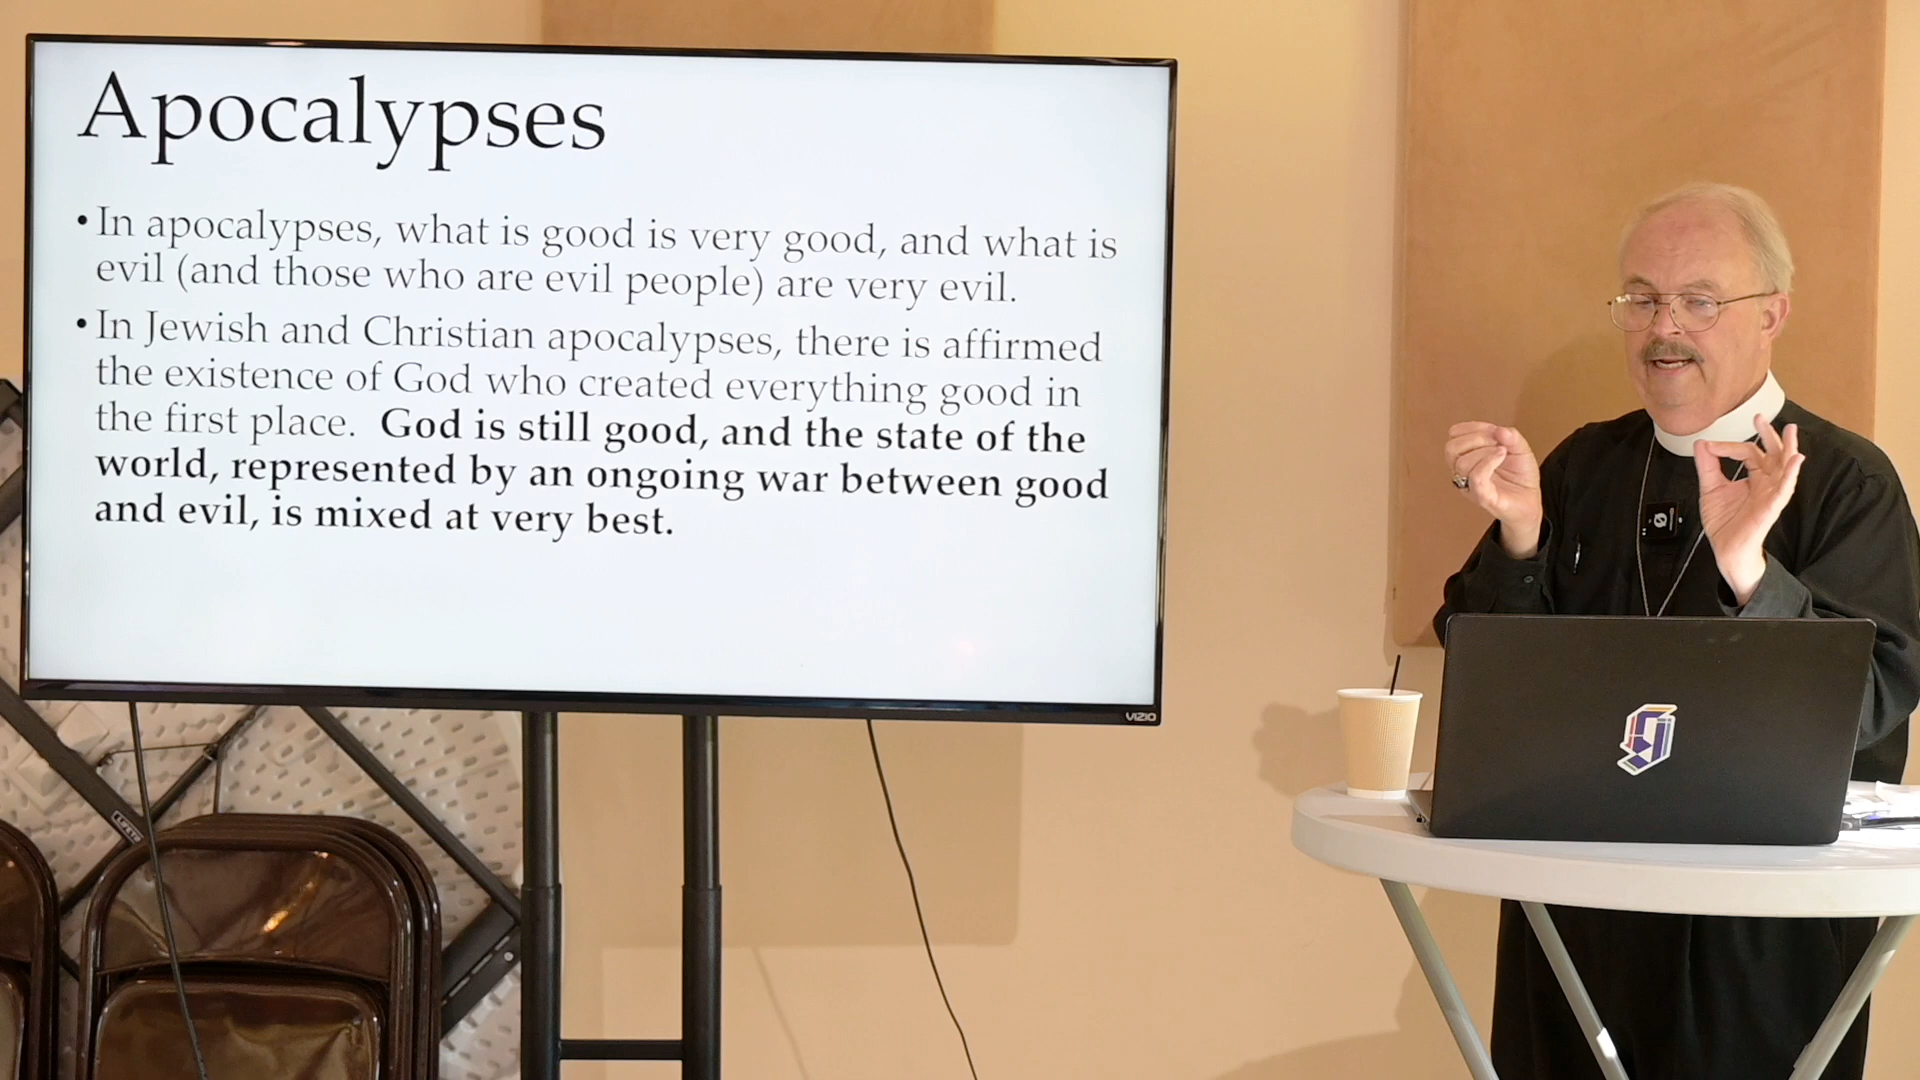 Apocalypses
• In apocalypses, what is good is very good, and what is
evil (and those who are evil people) are very evil.
• In Jewish and Christian apocalypses, there is affirmed
the existence of God who created everything good in
the first place.  God is still good, and the state of the
world, represented by an ongoing war between good
and evil, is mixed at very best.
VIZIO
LIFETIME